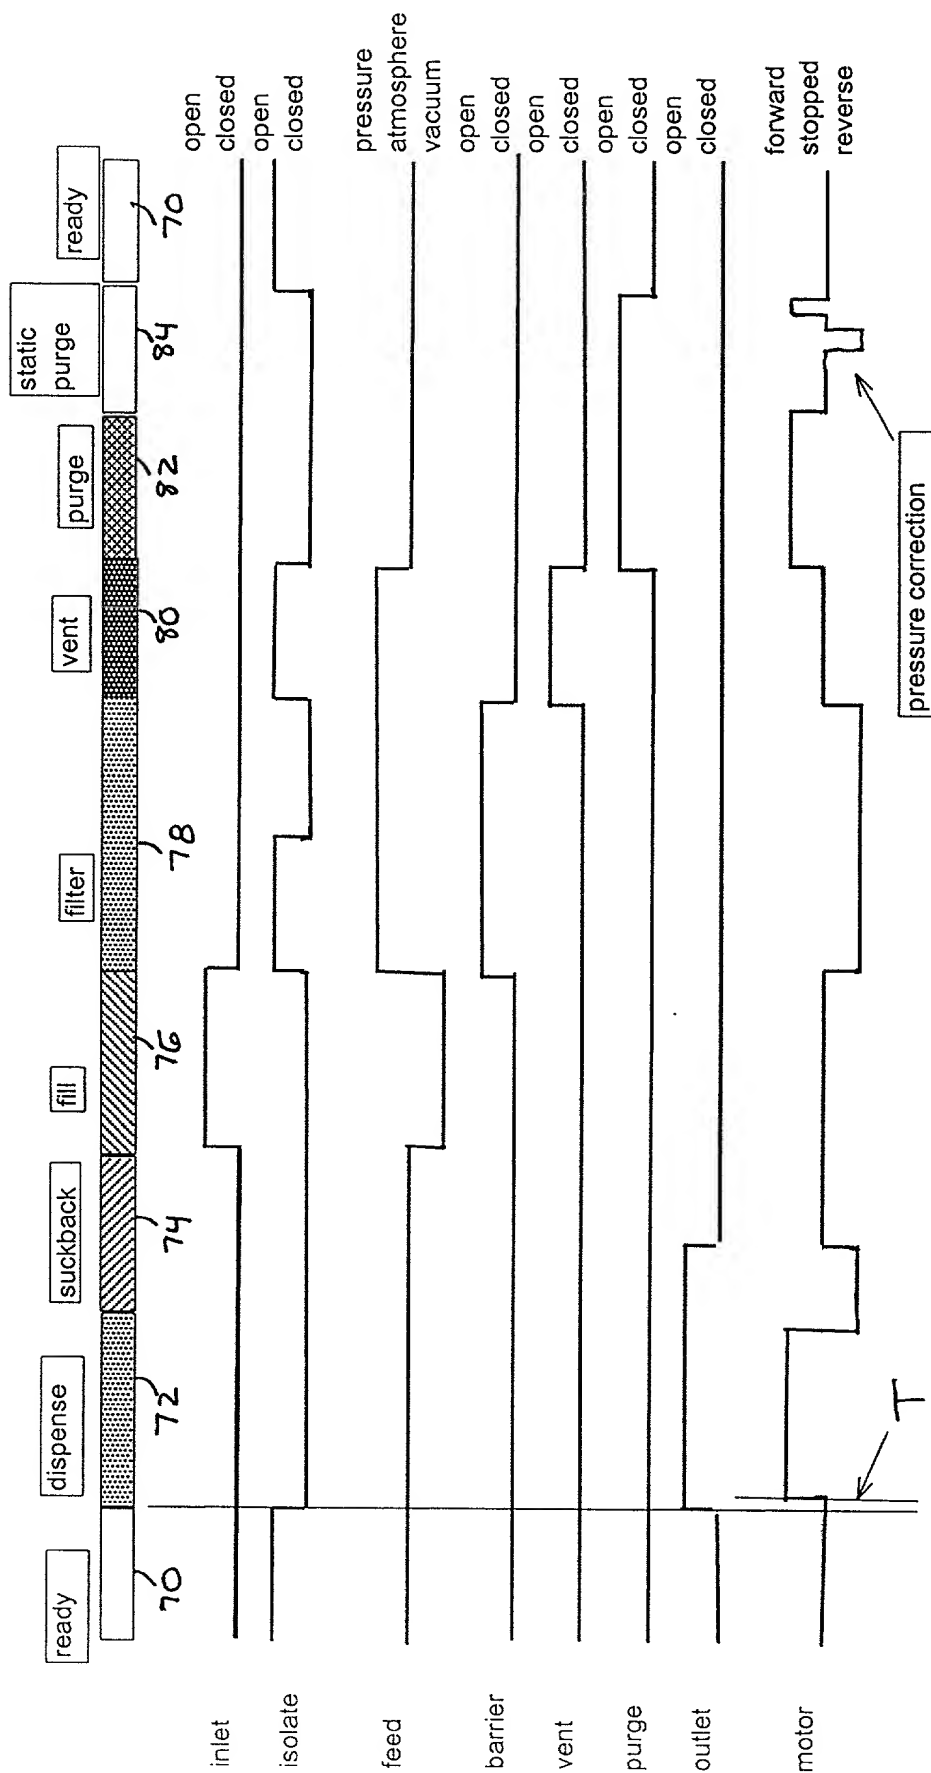 ready
dispense
suckback
fill
filter
vent
purge
static
purge
ready
70
72
74
76
78
80
82
84
70
inlet
open
closed
isolate
open
closed
feed
pressure
atmosphere
vacuum
barrier
open
closed
vent
open
closed
purge
open
closed
outlet
open
closed
motor
forward
stopped
reverse
T
pressure correction